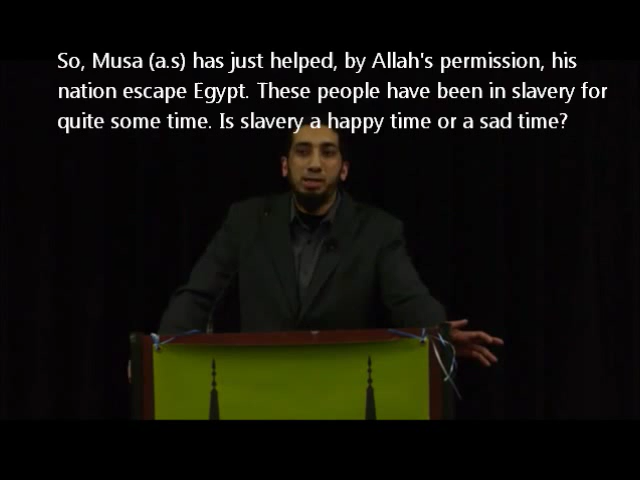 So, Musa (a.s) has just helped, by Allah's permission, his
nation escape Egypt. These people have been in slavery for
quite some time. Is slavery a happy time or a sad time?